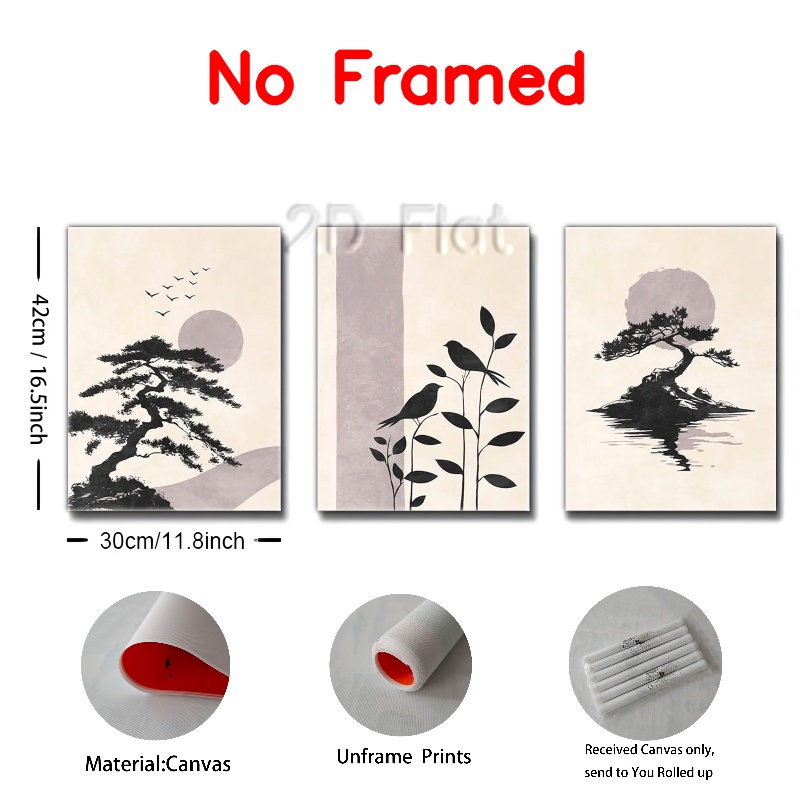 No Framed
2D Flat
42cm / 16.5inch
30cm/11.8inch
Material:Canvas
Unframe Prints
Received Canvas only,
send to You Rolled up